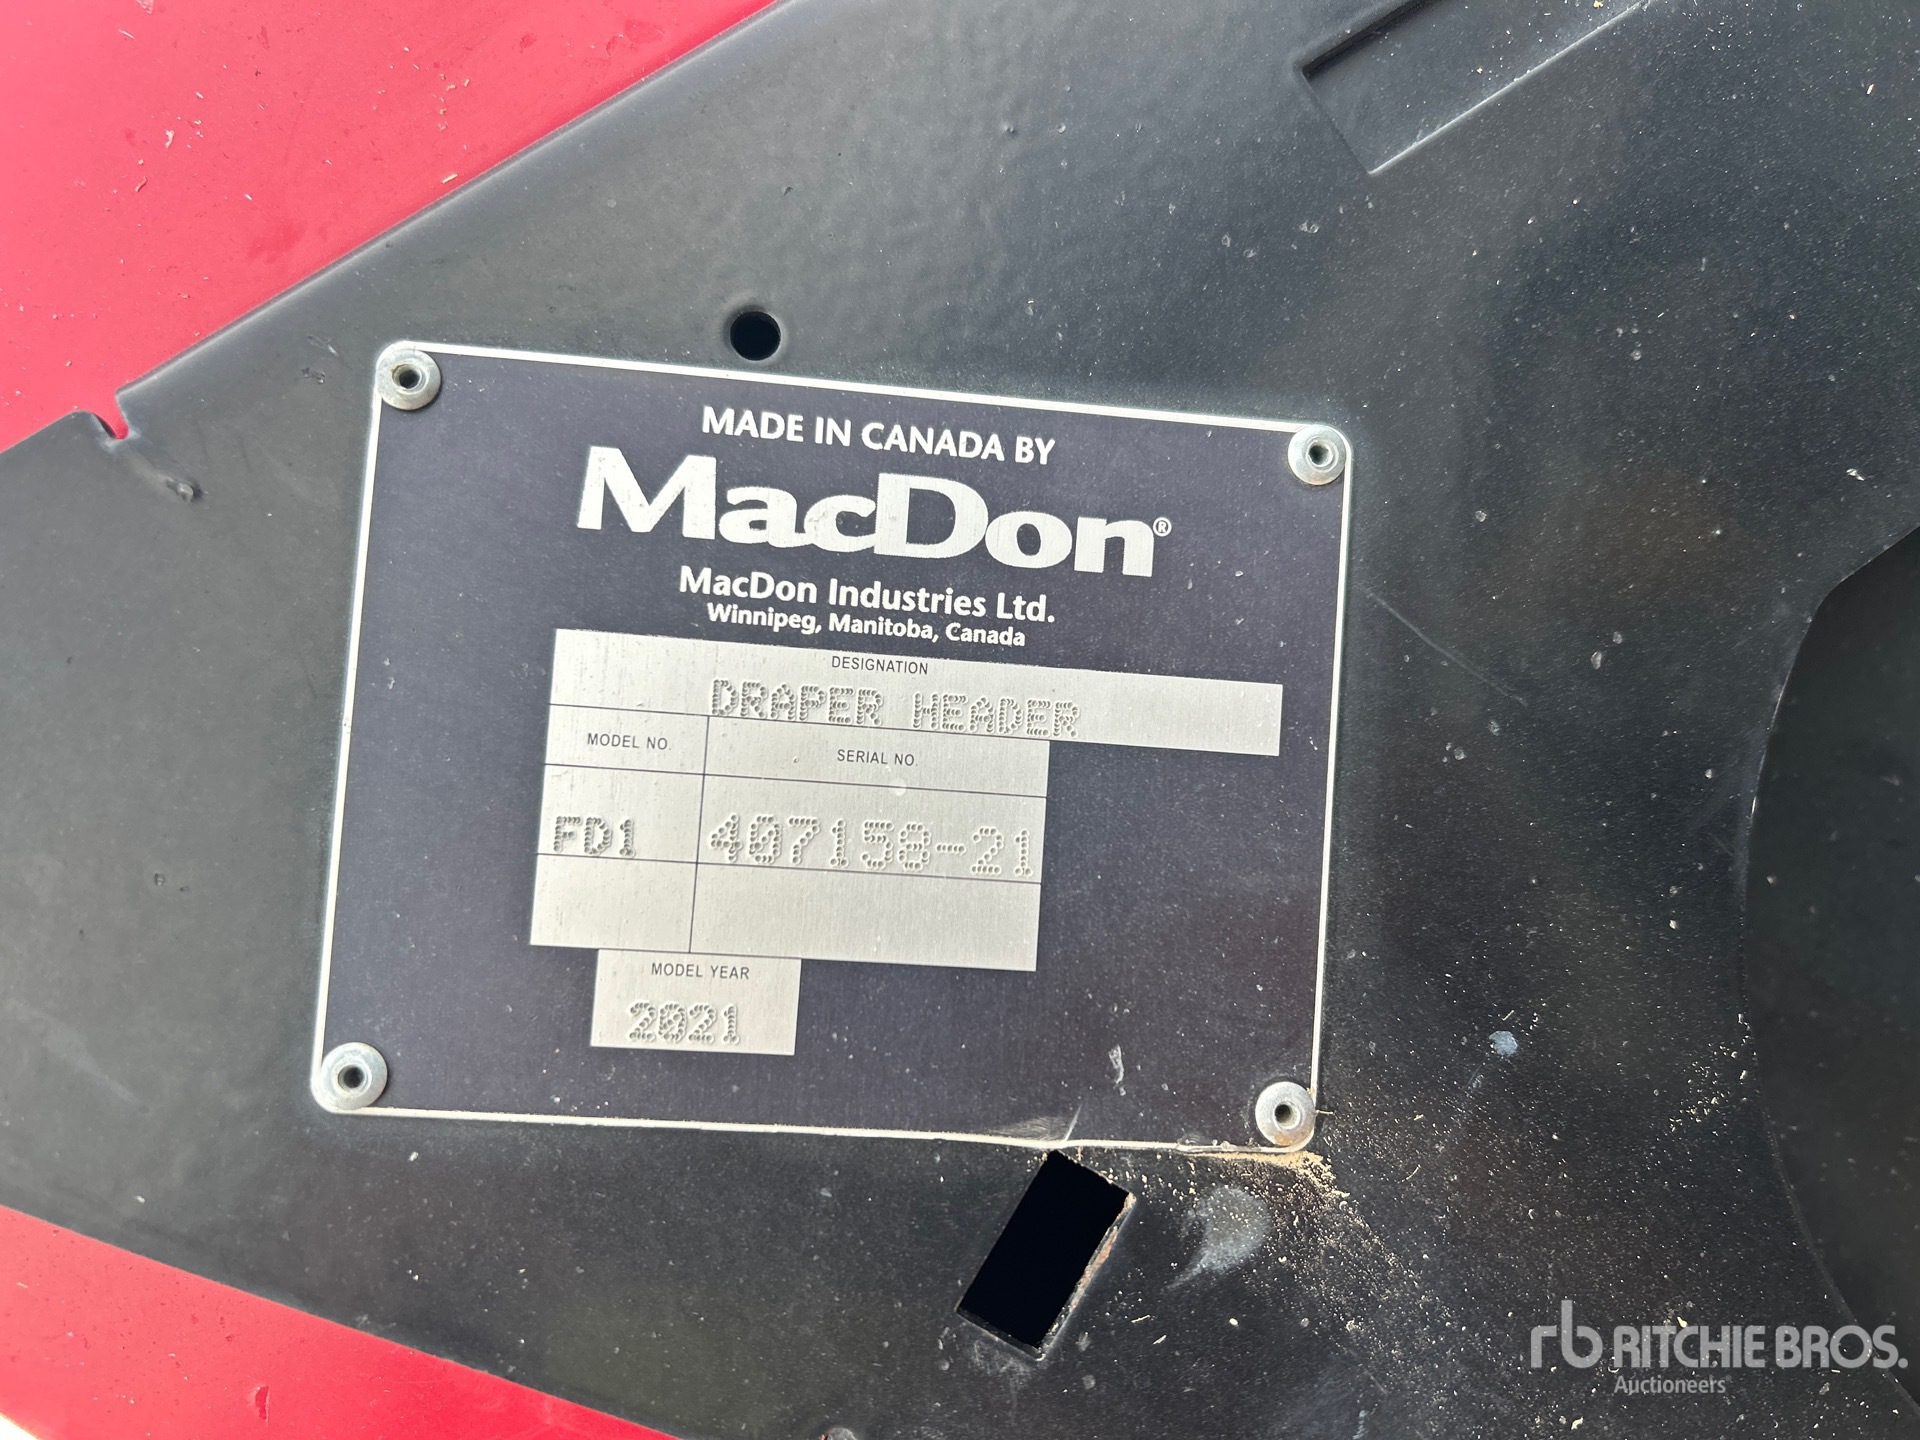 MADE IN CANADA BY
MacDon®
MacDon Industries Ltd.
Winnipeg, Manitoba, Canada
DESIGNATION
DRAPER HEADER
MODEL NO.
SERIAL NO.
FD1
407158-21
MODEL YEAR
2021
rb RITCHIE BROS.
Auctioneers